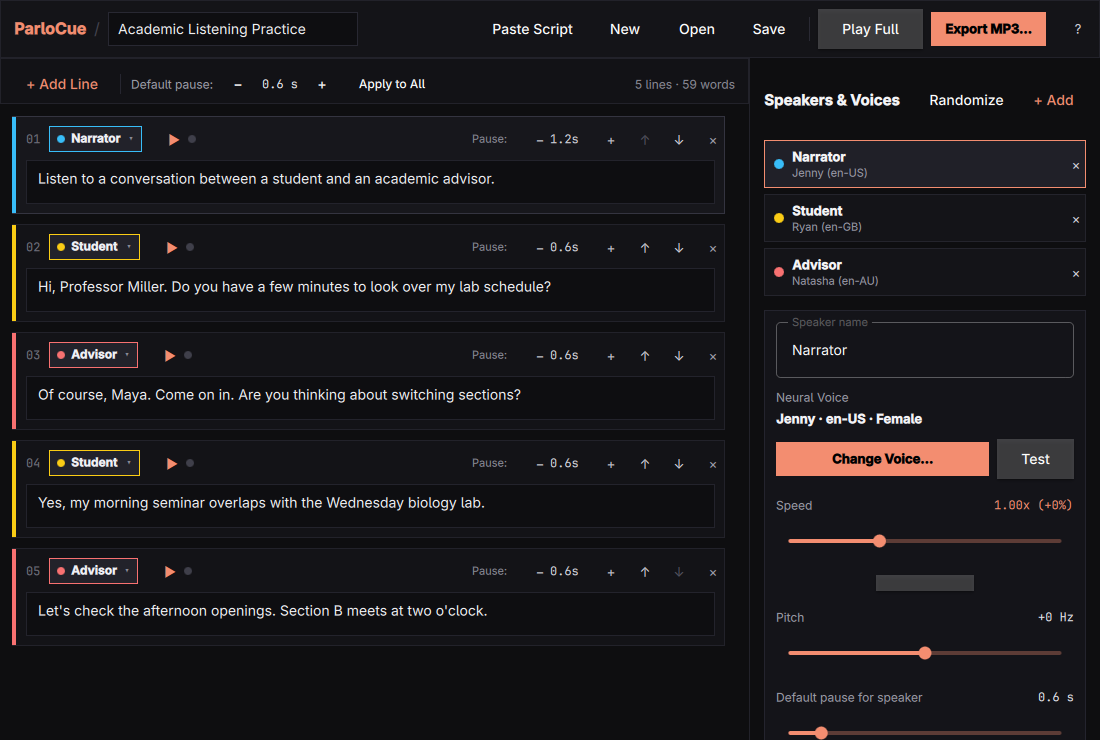 ParloCue / Academic Listening Practice Paste Script New Open Save Play Full Export MP3... ?
+ Add Line Default pause: − 0.6 s + Apply to All 5 lines · 59 words
01 Narrator Pause: − 1.2s + ↑ ↓ ×
Listen to a conversation between a student and an academic advisor.
02 Student Pause: − 0.6s + ↑ ↓ ×
Hi, Professor Miller. Do you have a few minutes to look over my lab schedule?
03 Advisor Pause: − 0.6s + ↑ ↓ ×
Of course, Maya. Come on in. Are you thinking about switching sections?
04 Student Pause: − 0.6s + ↑ ↓ ×
Yes, my morning seminar overlaps with the Wednesday biology lab.
05 Advisor Pause: − 0.6s + ↑ ↓ ×
Let's check the afternoon openings. Section B meets at two o'clock.
Speakers & Voices Randomize + Add
Narrator
Jenny (en-US) ×
Student
Ryan (en-GB) ×
Advisor
Natasha (en-AU) ×
Speaker name
Narrator
Neural Voice
Jenny · en-US · Female
Change Voice... Test
Speed 1.00x (+0%)
Pitch +0 Hz
Default pause for speaker 0.6 s